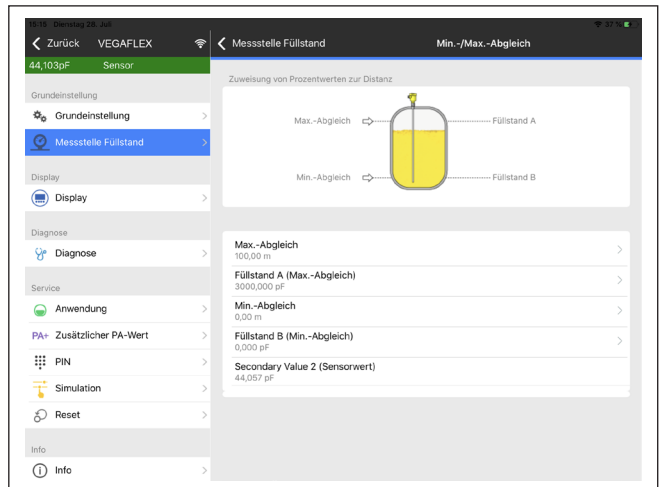 15:15 Dienstag 28. Juli
37 %
Zurück VEGAFLEX
Messstelle Füllstand
Min.-/Max.-Abgleich
44,103pF Sensor
Grundeinstellung
Grundeinstellung
Messstelle Füllstand
Display
Display
Diagnose
Diagnose
Service
Anwendung
PA+ Zusätzlicher PA-Wert
PIN
Simulation
Reset
Info
Info
Zuweisung von Prozentwerten zur Distanz
Max.-Abgleich Füllstand A
Min.-Abgleich Füllstand B
Max.-Abgleich
100,00 m
Füllstand A (Max.-Abgleich)
3000,000 pF
Min.-Abgleich
0,00 m
Füllstand B (Min.-Abgleich)
0,000 pF
Secondary Value 2 (Sensorwert)
44,057 pF